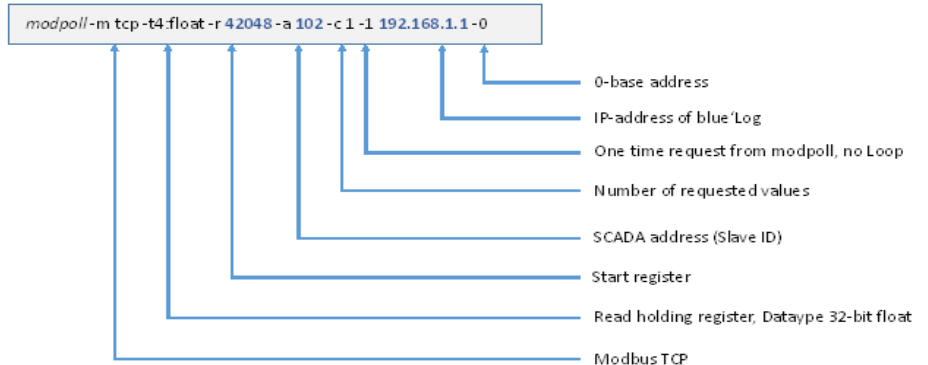 modpoll -m tcp -t4:float -r 42048 -a 102 -c 1 -1 192.168.1.1 -0
0-base address
IP-address of blue‘Log
One time request from modpoll, no Loop
Number of requested values
SCADA address (Slave ID)
Start register
Read holding register, Dataype 32-bit float
Modbus TCP